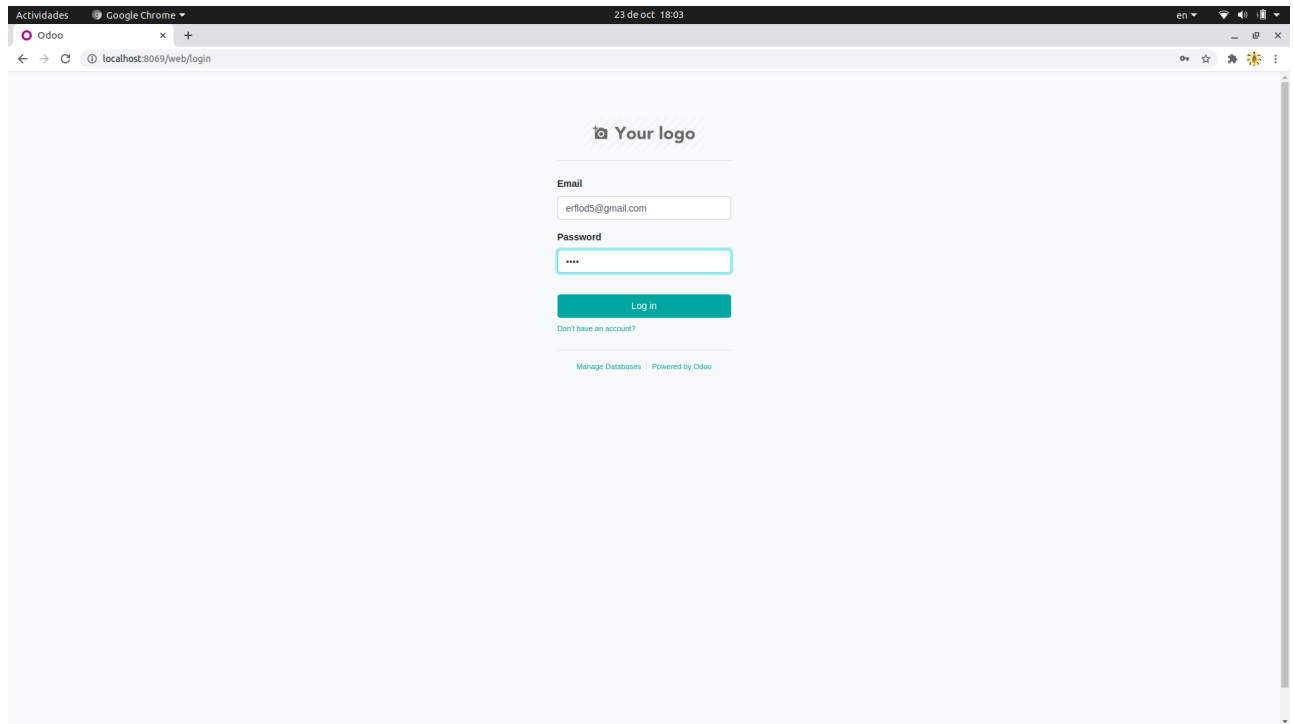 Actividades Google Chrome 23 de oct 18:03 en
Odoo
localhost:8069/web/login
Your logo
Email
erflod5@gmail.com
Password
••••
Log in
Don't have an account?
Manage Databases | Powered by Odoo